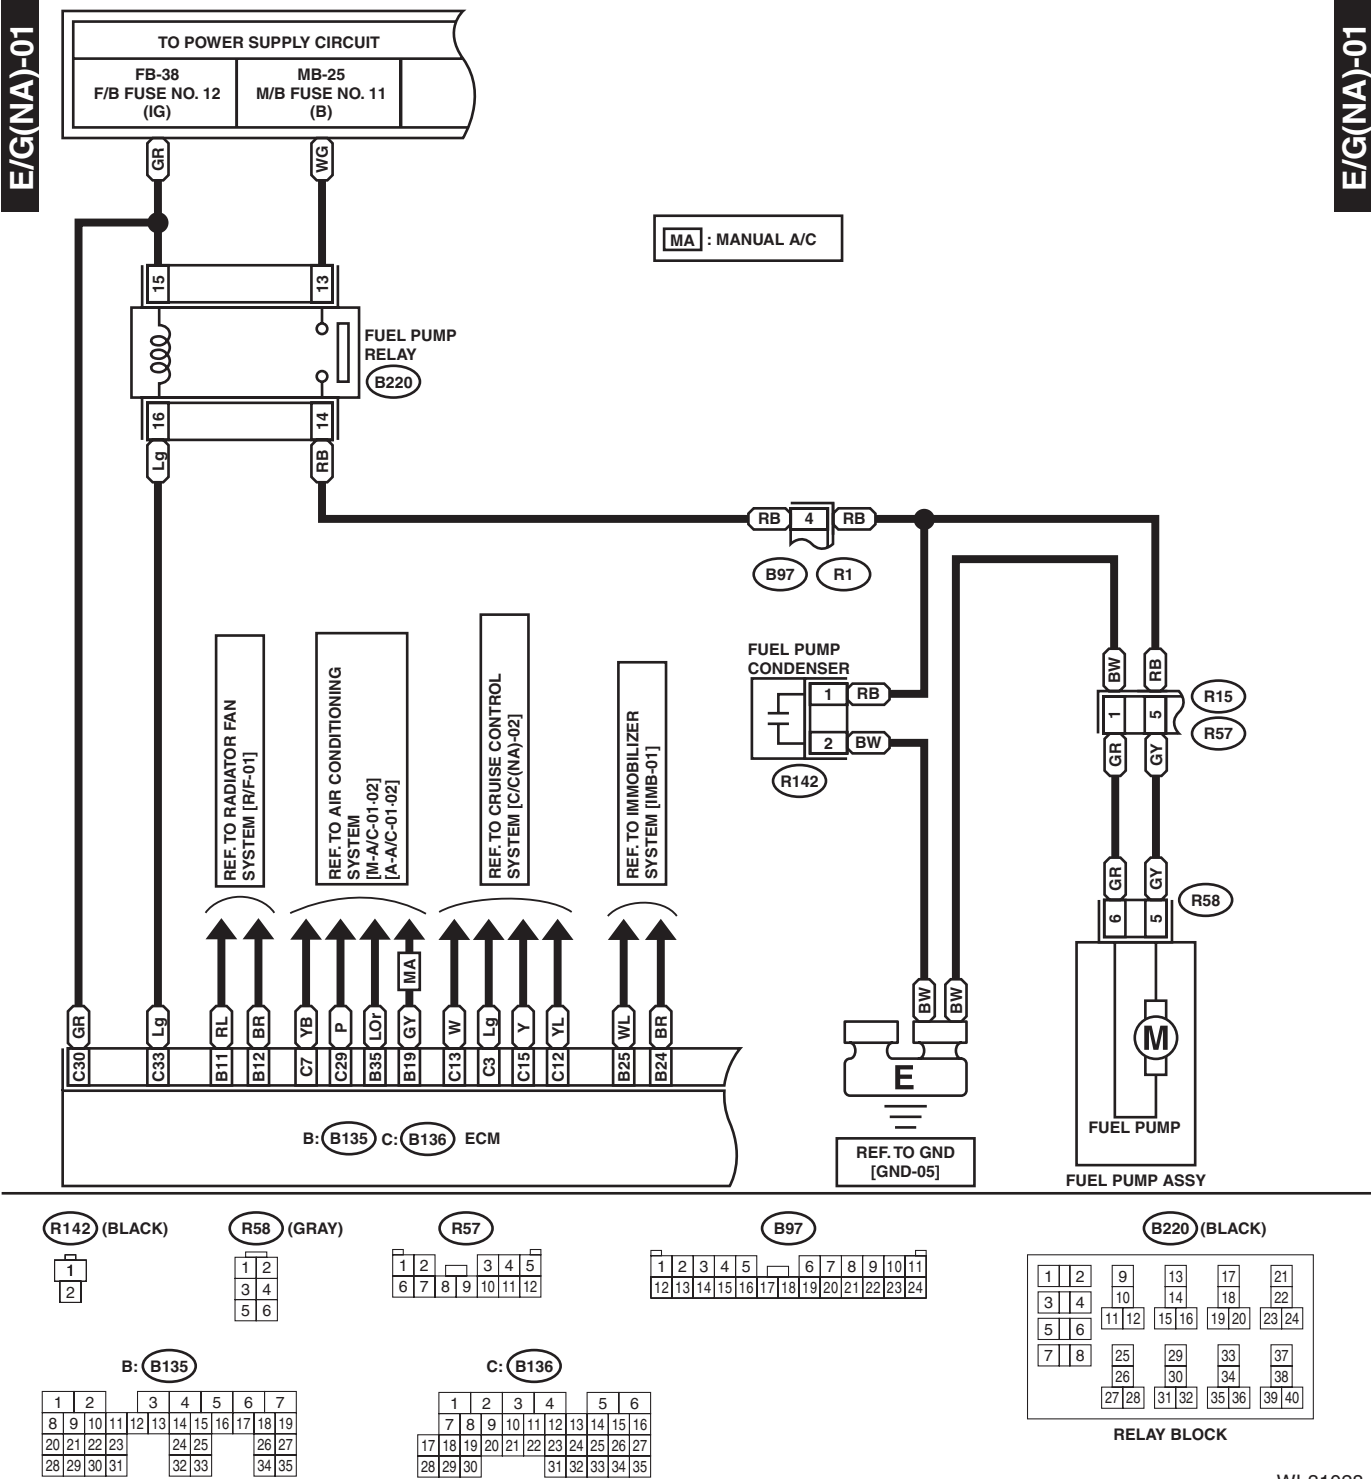 E/G(NA)-01
E/G(NA)-01
TO POWER SUPPLY CIRCUIT
FB-38
F/B FUSE NO. 12
(IG)
MB-25
M/B FUSE NO. 11
(B)
GR
WG
MA : MANUAL A/C
15
13
FUEL PUMP
RELAY
B220
16
14
Lg
RB
RB 4 RB
B97 R1
FUEL PUMP
CONDENSER
1 RB
2 BW
R142
BW
RB
1
5
R15
R57
GR
GY
GR
GY
6
5
R58
M
FUEL PUMP
FUEL PUMP ASSY
REF. TO RADIATOR FAN
SYSTEM [R/F-01]
REF. TO AIR CONDITIONING
SYSTEM
[M-A/C-01·02]
[A-A/C-01·02]
REF. TO CRUISE CONTROL
SYSTEM [C/C(NA)-02]
REF. TO IMMOBILIZER
SYSTEM [IMB-01]
MA
GR Lg RL BR YB P LOr GY W Lg Y YL WL BR
C30 C33 B11 B12 C7 C29 B35 B19 C13 C3 C15 C12 B25 B24
B: B135 C: B136 ECM
BW BW
E
REF. TO GND
[GND-05]
R142 (BLACK)
1
2
R58 (GRAY)
1 2
3 4
5 6
R57
1 2 3 4 5
6 7 8 9 10 11 12
B97
1 2 3 4 5 6 7 8 9 10 11
12 13 14 15 16 17 18 19 20 21 22 23 24
B220 (BLACK)
1 2 9 13 17 21
3 4 10 14 18 22
11 12 15 16 19 20 23 24
5 6
7 8 25 29 33 37
26 30 34 38
27 28 31 32 35 36 39 40
RELAY BLOCK
B: B135
1 2 3 4 5 6 7
8 9 10 11 12 13 14 15 16 17 18 19
20 21 22 23 24 25 26 27
28 29 30 31 32 33 34 35
C: B136
1 2 3 4 5 6
7 8 9 10 11 12 13 14 15 16
17 18 19 20 21 22 23 24 25 26 27
28 29 30 31 32 33 34 35